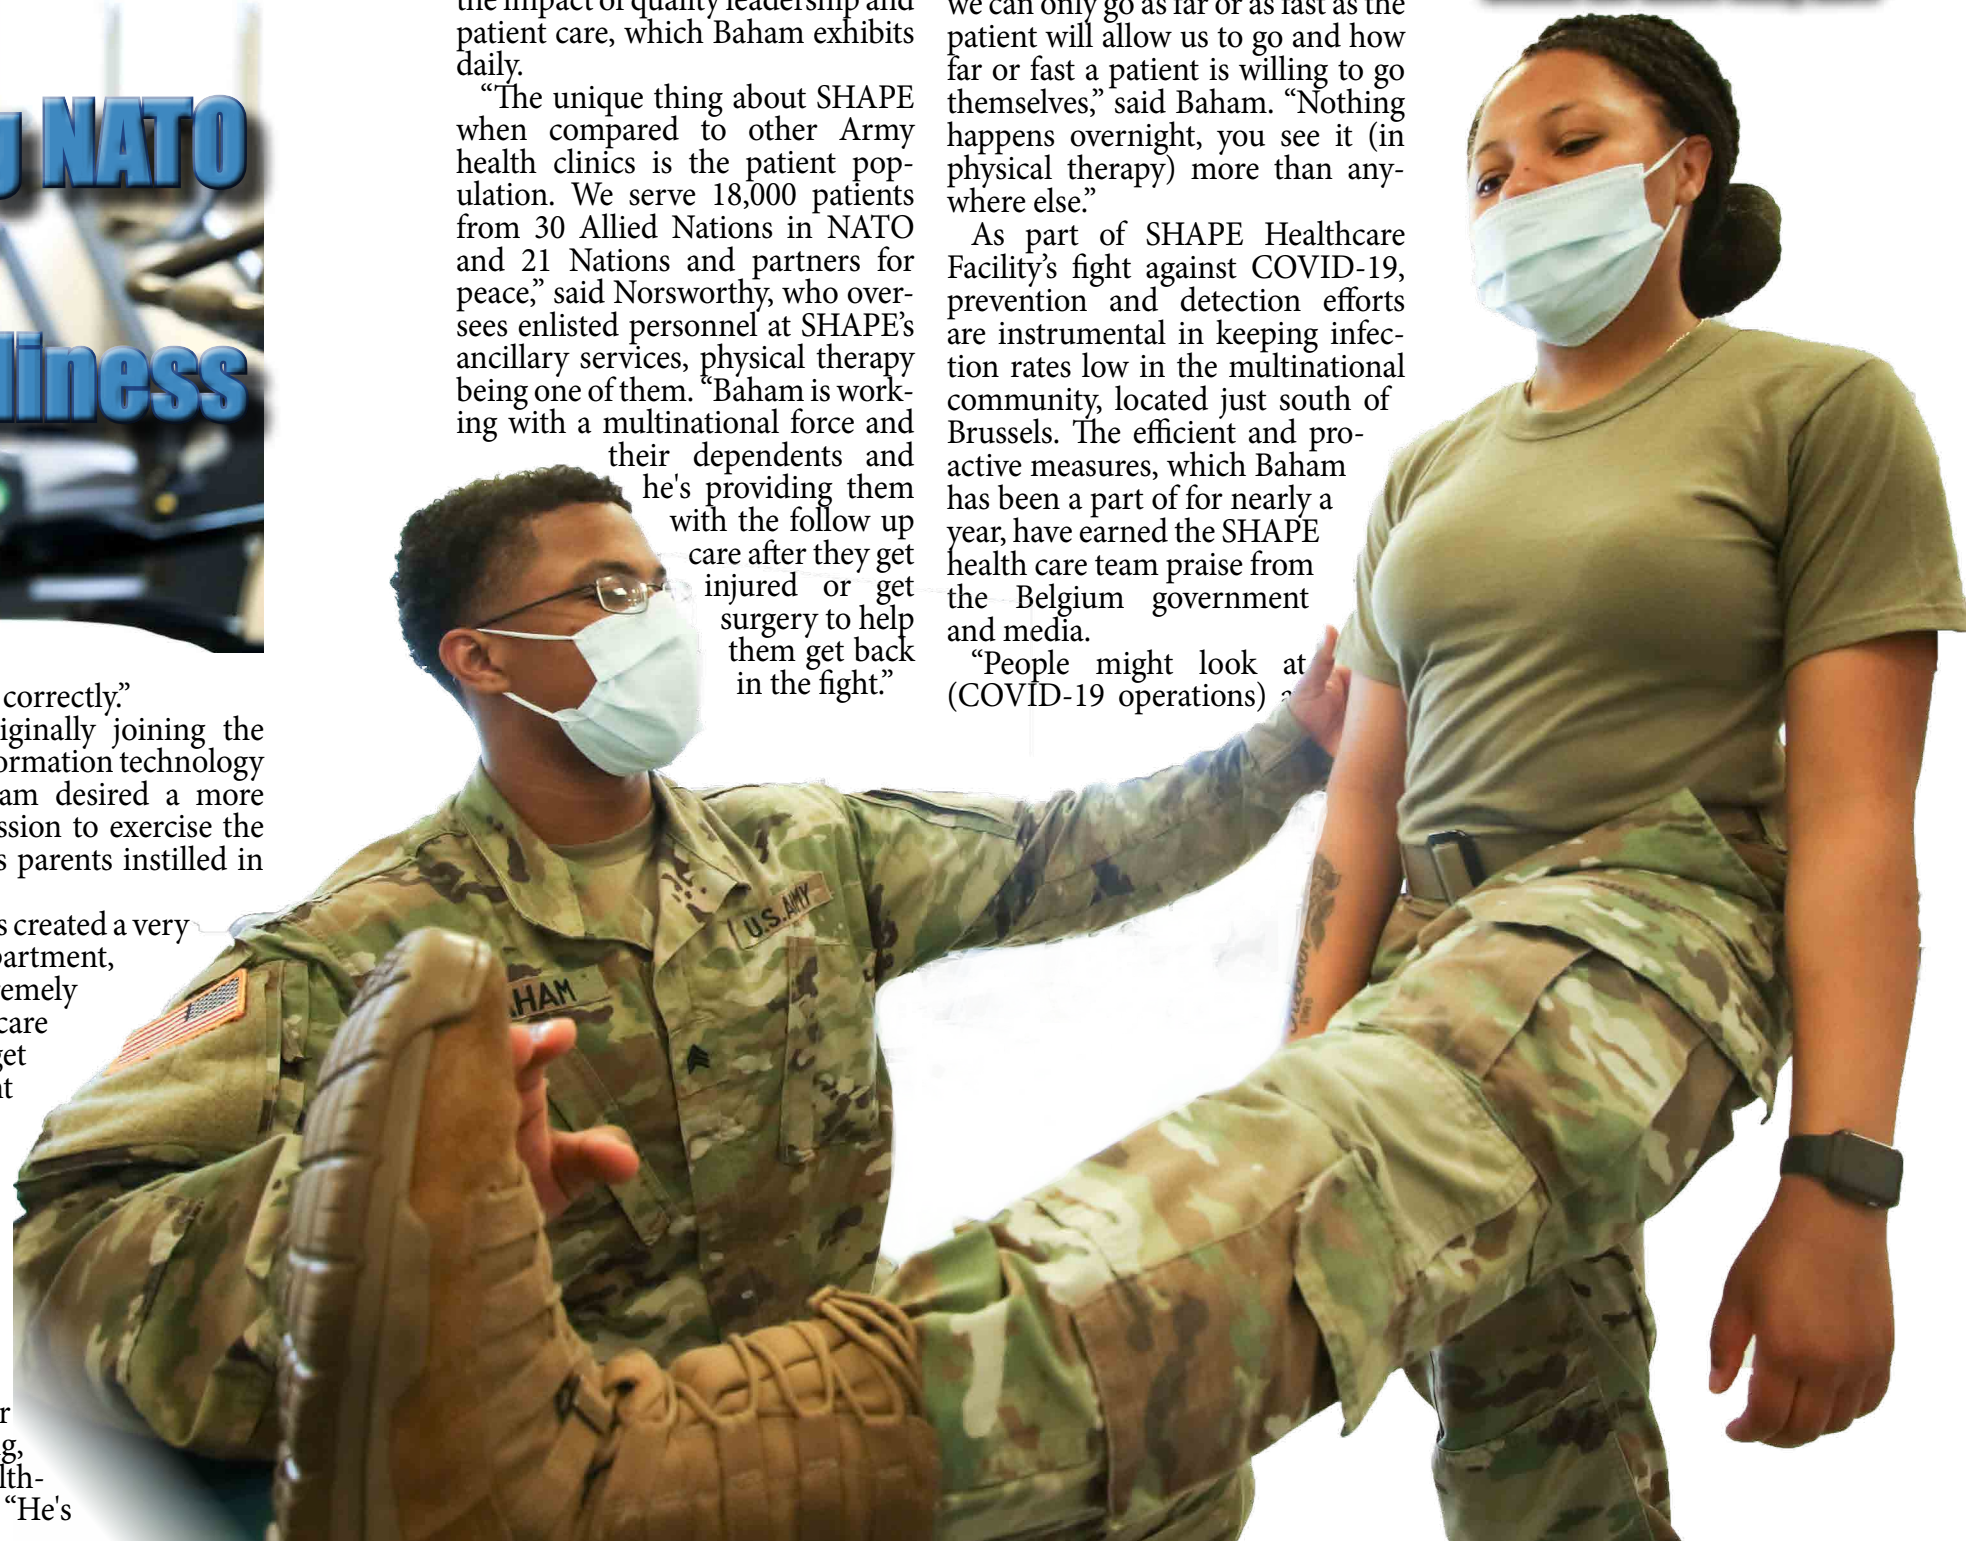 NATO
correctly.”
iginally joining the
ormation technology
am desired a more
ssion to exercise the
s parents instilled in
s created a very
artment,
emely
care
get
r
g,
lth-
“He's
the impact of quality leadership and
patient care, which Baham exhibits
daily.
“The unique thing about SHAPE
when compared to other Army
health clinics is the patient pop-
ulation. We serve 18,000 patients
from 30 Allied Nations in NATO
and 21 Nations and partners for
peace,” said Norsworthy, who over-
sees enlisted personnel at SHAPE’s
ancillary services, physical therapy
being one of them. “Baham is work-
ing with a multinational force and
their dependents and
he's providing them
with the follow up
care after they get
injured or get
surgery to help
them get back
in the fight.”
we can only go as far or as fast as the
patient will allow us to go and how
far or fast a patient is willing to go
themselves,” said Baham. “Nothing
happens overnight, you see it (in
physical therapy) more than any-
where else.”
As part of SHAPE Healthcare
Facility’s fight against COVID-19,
prevention and detection efforts
are instrumental in keeping infec-
tion rates low in the multinational
community, located just south of
Brussels. The efficient and pro-
active measures, which Baham
has been a part of for nearly a
year, have earned the SHAPE
health care team praise from
the Belgium government
and media.
“People might look at
(COVID-19 operations)
U.S. ARMY
HAM